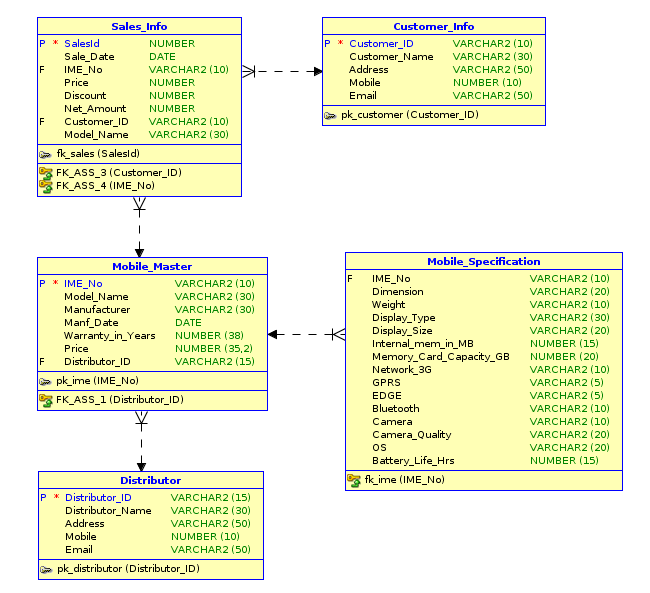 Sales_Info
P * SalesId NUMBER
Sale_Date DATE
F IME_No VARCHAR2 (10)
Price NUMBER
Discount NUMBER
Net_Amount NUMBER
F Customer_ID VARCHAR2 (10)
Model_Name VARCHAR2 (30)
fk_sales (SalesId)
FK_ASS_3 (Customer_ID)
FK_ASS_4 (IME_No)
Customer_Info
P * Customer_ID VARCHAR2 (10)
Customer_Name VARCHAR2 (30)
Address VARCHAR2 (50)
Mobile NUMBER (10)
Email VARCHAR2 (50)
pk_customer (Customer_ID)
Mobile_Master
P * IME_No VARCHAR2 (10)
Model_Name VARCHAR2 (30)
Manufacturer VARCHAR2 (30)
Manf_Date DATE
Warranty_in_Years NUMBER (38)
Price NUMBER (35,2)
F Distributor_ID VARCHAR2 (15)
pk_ime (IME_No)
FK_ASS_1 (Distributor_ID)
Mobile_Specification
F IME_No VARCHAR2 (10)
Dimension VARCHAR2 (20)
Weight VARCHAR2 (10)
Display_Type VARCHAR2 (30)
Display_Size VARCHAR2 (20)
Internal_mem_in_MB NUMBER (15)
Memory_Card_Capacity_GB NUMBER (20)
Network_3G VARCHAR2 (10)
GPRS VARCHAR2 (5)
EDGE VARCHAR2 (5)
Bluetooth VARCHAR2 (10)
Camera VARCHAR2 (10)
Camera_Quality VARCHAR2 (20)
OS VARCHAR2 (20)
Battery_Life_Hrs NUMBER (15)
fk_ime (IME_No)
Distributor
P * Distributor_ID VARCHAR2 (15)
Distributor_Name VARCHAR2 (30)
Address VARCHAR2 (50)
Mobile NUMBER (10)
Email VARCHAR2 (50)
pk_distributor (Distributor_ID)